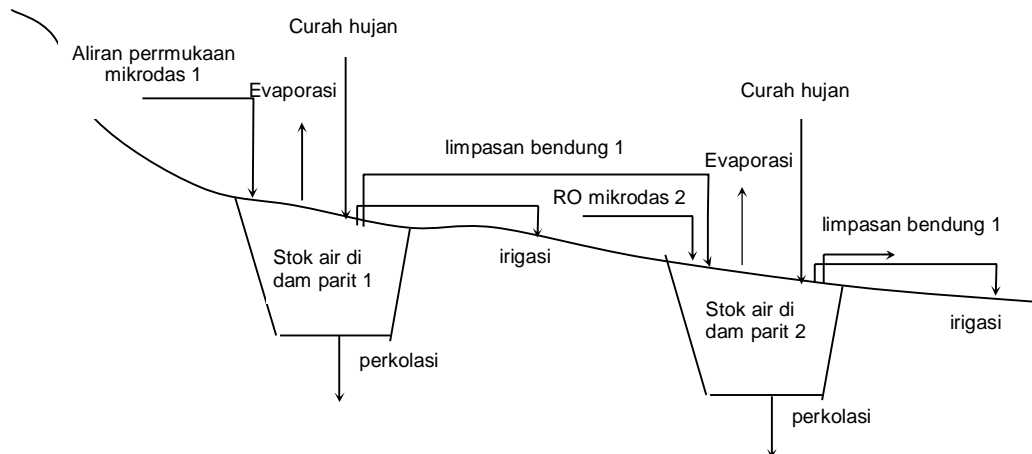 Curah hujan
Aliran perrmukaan
mikrodas 1
Evaporasi
Curah hujan
limpasan bendung 1
Evaporasi
RO mikrodas 2
limpasan bendung 1
Stok air di
dam parit 1
irigasi
Stok air di
dam parit 2
irigasi
perkolasi
perkolasi